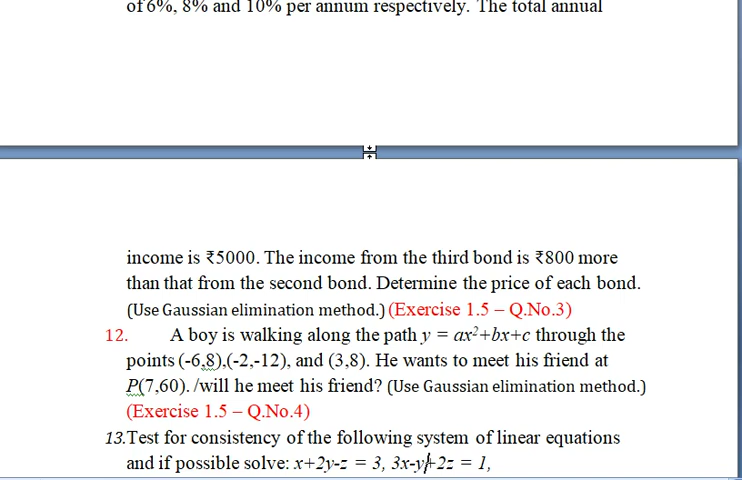 of 6%, 8% and 10% per annum respectively. The total annual
income is ₹5000. The income from the third bond is ₹800 more
than that from the second bond. Determine the price of each bond.
(Use Gaussian elimination method.) (Exercise 1.5 – Q.No.3)
12. A boy is walking along the path y = ax²+bx+c through the
points (-6,8),(-2,-12), and (3,8). He wants to meet his friend at
P(7,60). /will he meet his friend? (Use Gaussian elimination method.)
(Exercise 1.5 – Q.No.4)
13.Test for consistency of the following system of linear equations
and if possible solve: x+2y-z = 3, 3x-y+2z = 1,